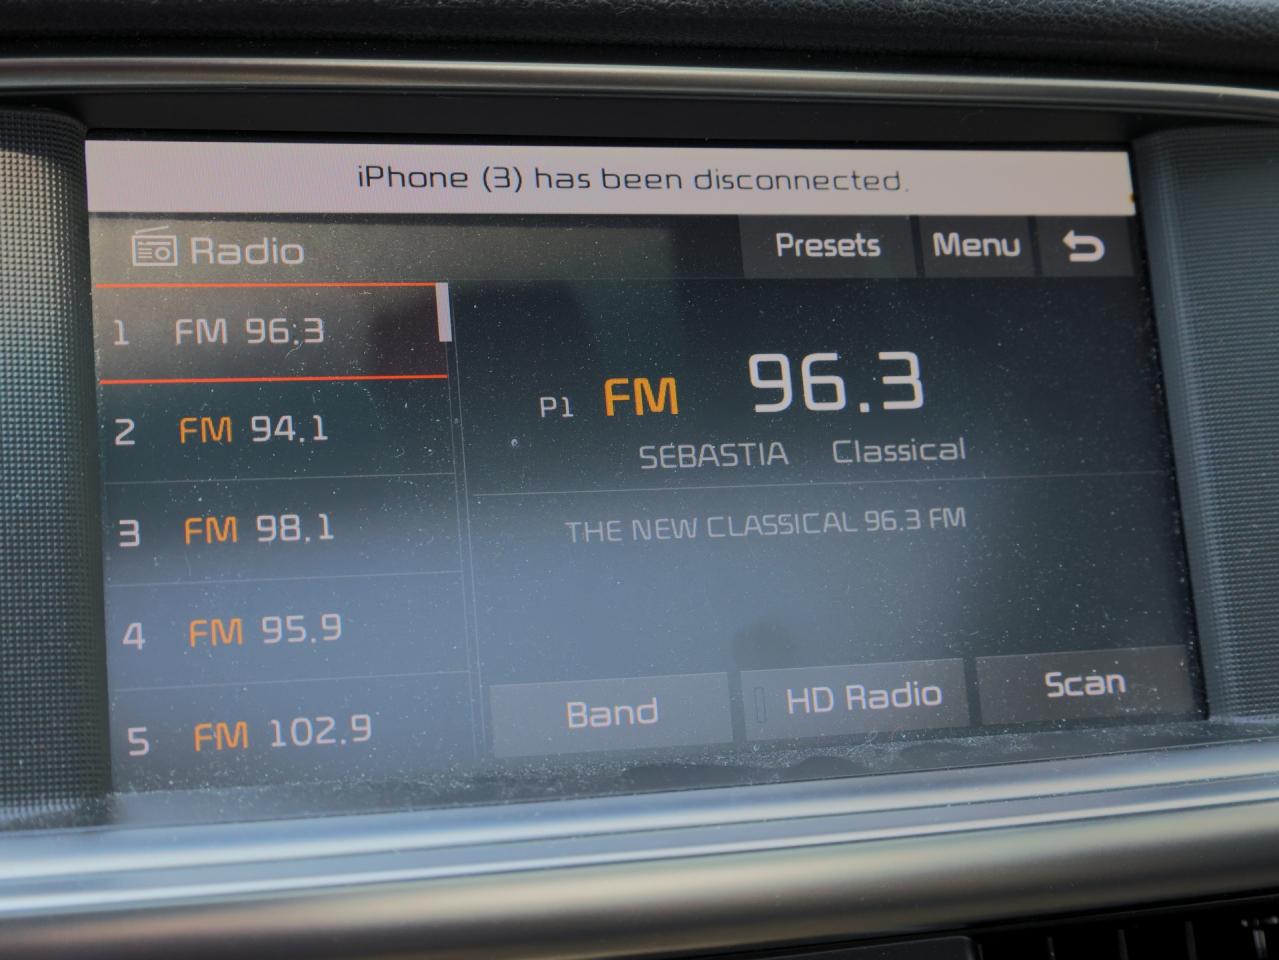 iPhone (3) has been disconnected.
Radio
Presets
Menu
1 FM 96.3
2 FM 94.1
3 FM 98.1
4 FM 95.9
5 FM 102.9
P1 FM 96.3
SEBASTIA Classical
THE NEW CLASSICAL 96.3 FM
Band
HD Radio
Scan